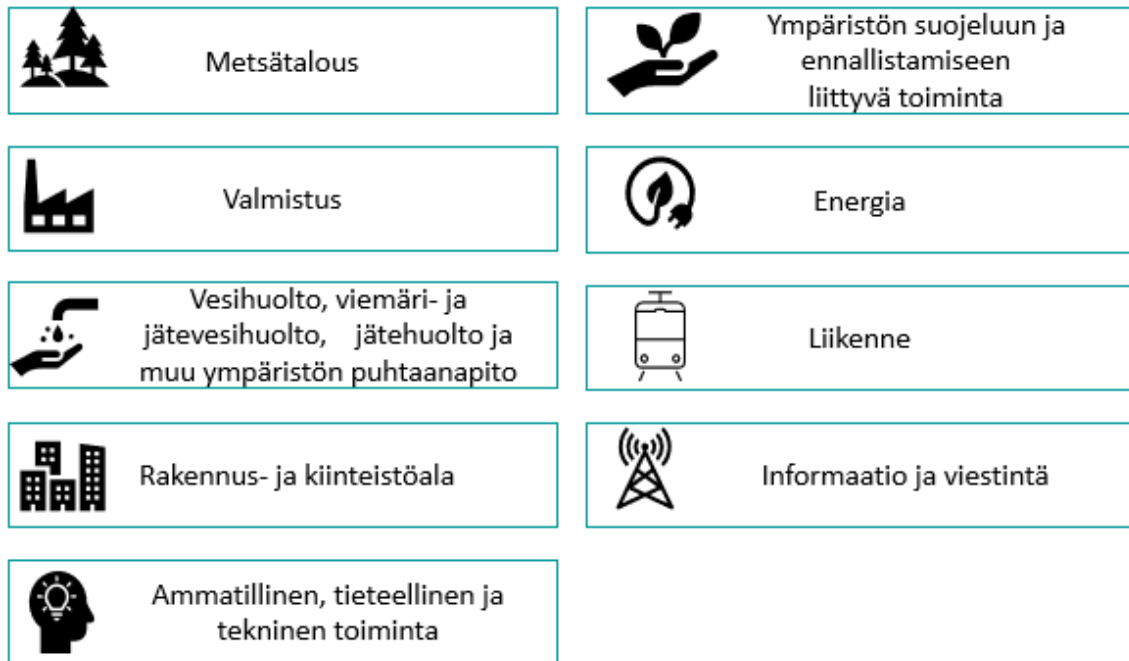 Metsätalous
Ympäristön suojeluun ja
ennallistamiseen
liittyvä toiminta
Valmistus
Energia
Vesihuolto, viemäri- ja
jätevesihuolto, jätehuolto ja
muu ympäristön puhtaanapito
Liikenne
Rakennus- ja kiinteistöala
Informaatio ja viestintä
Ammatillinen, tieteellinen ja
tekninen toiminta